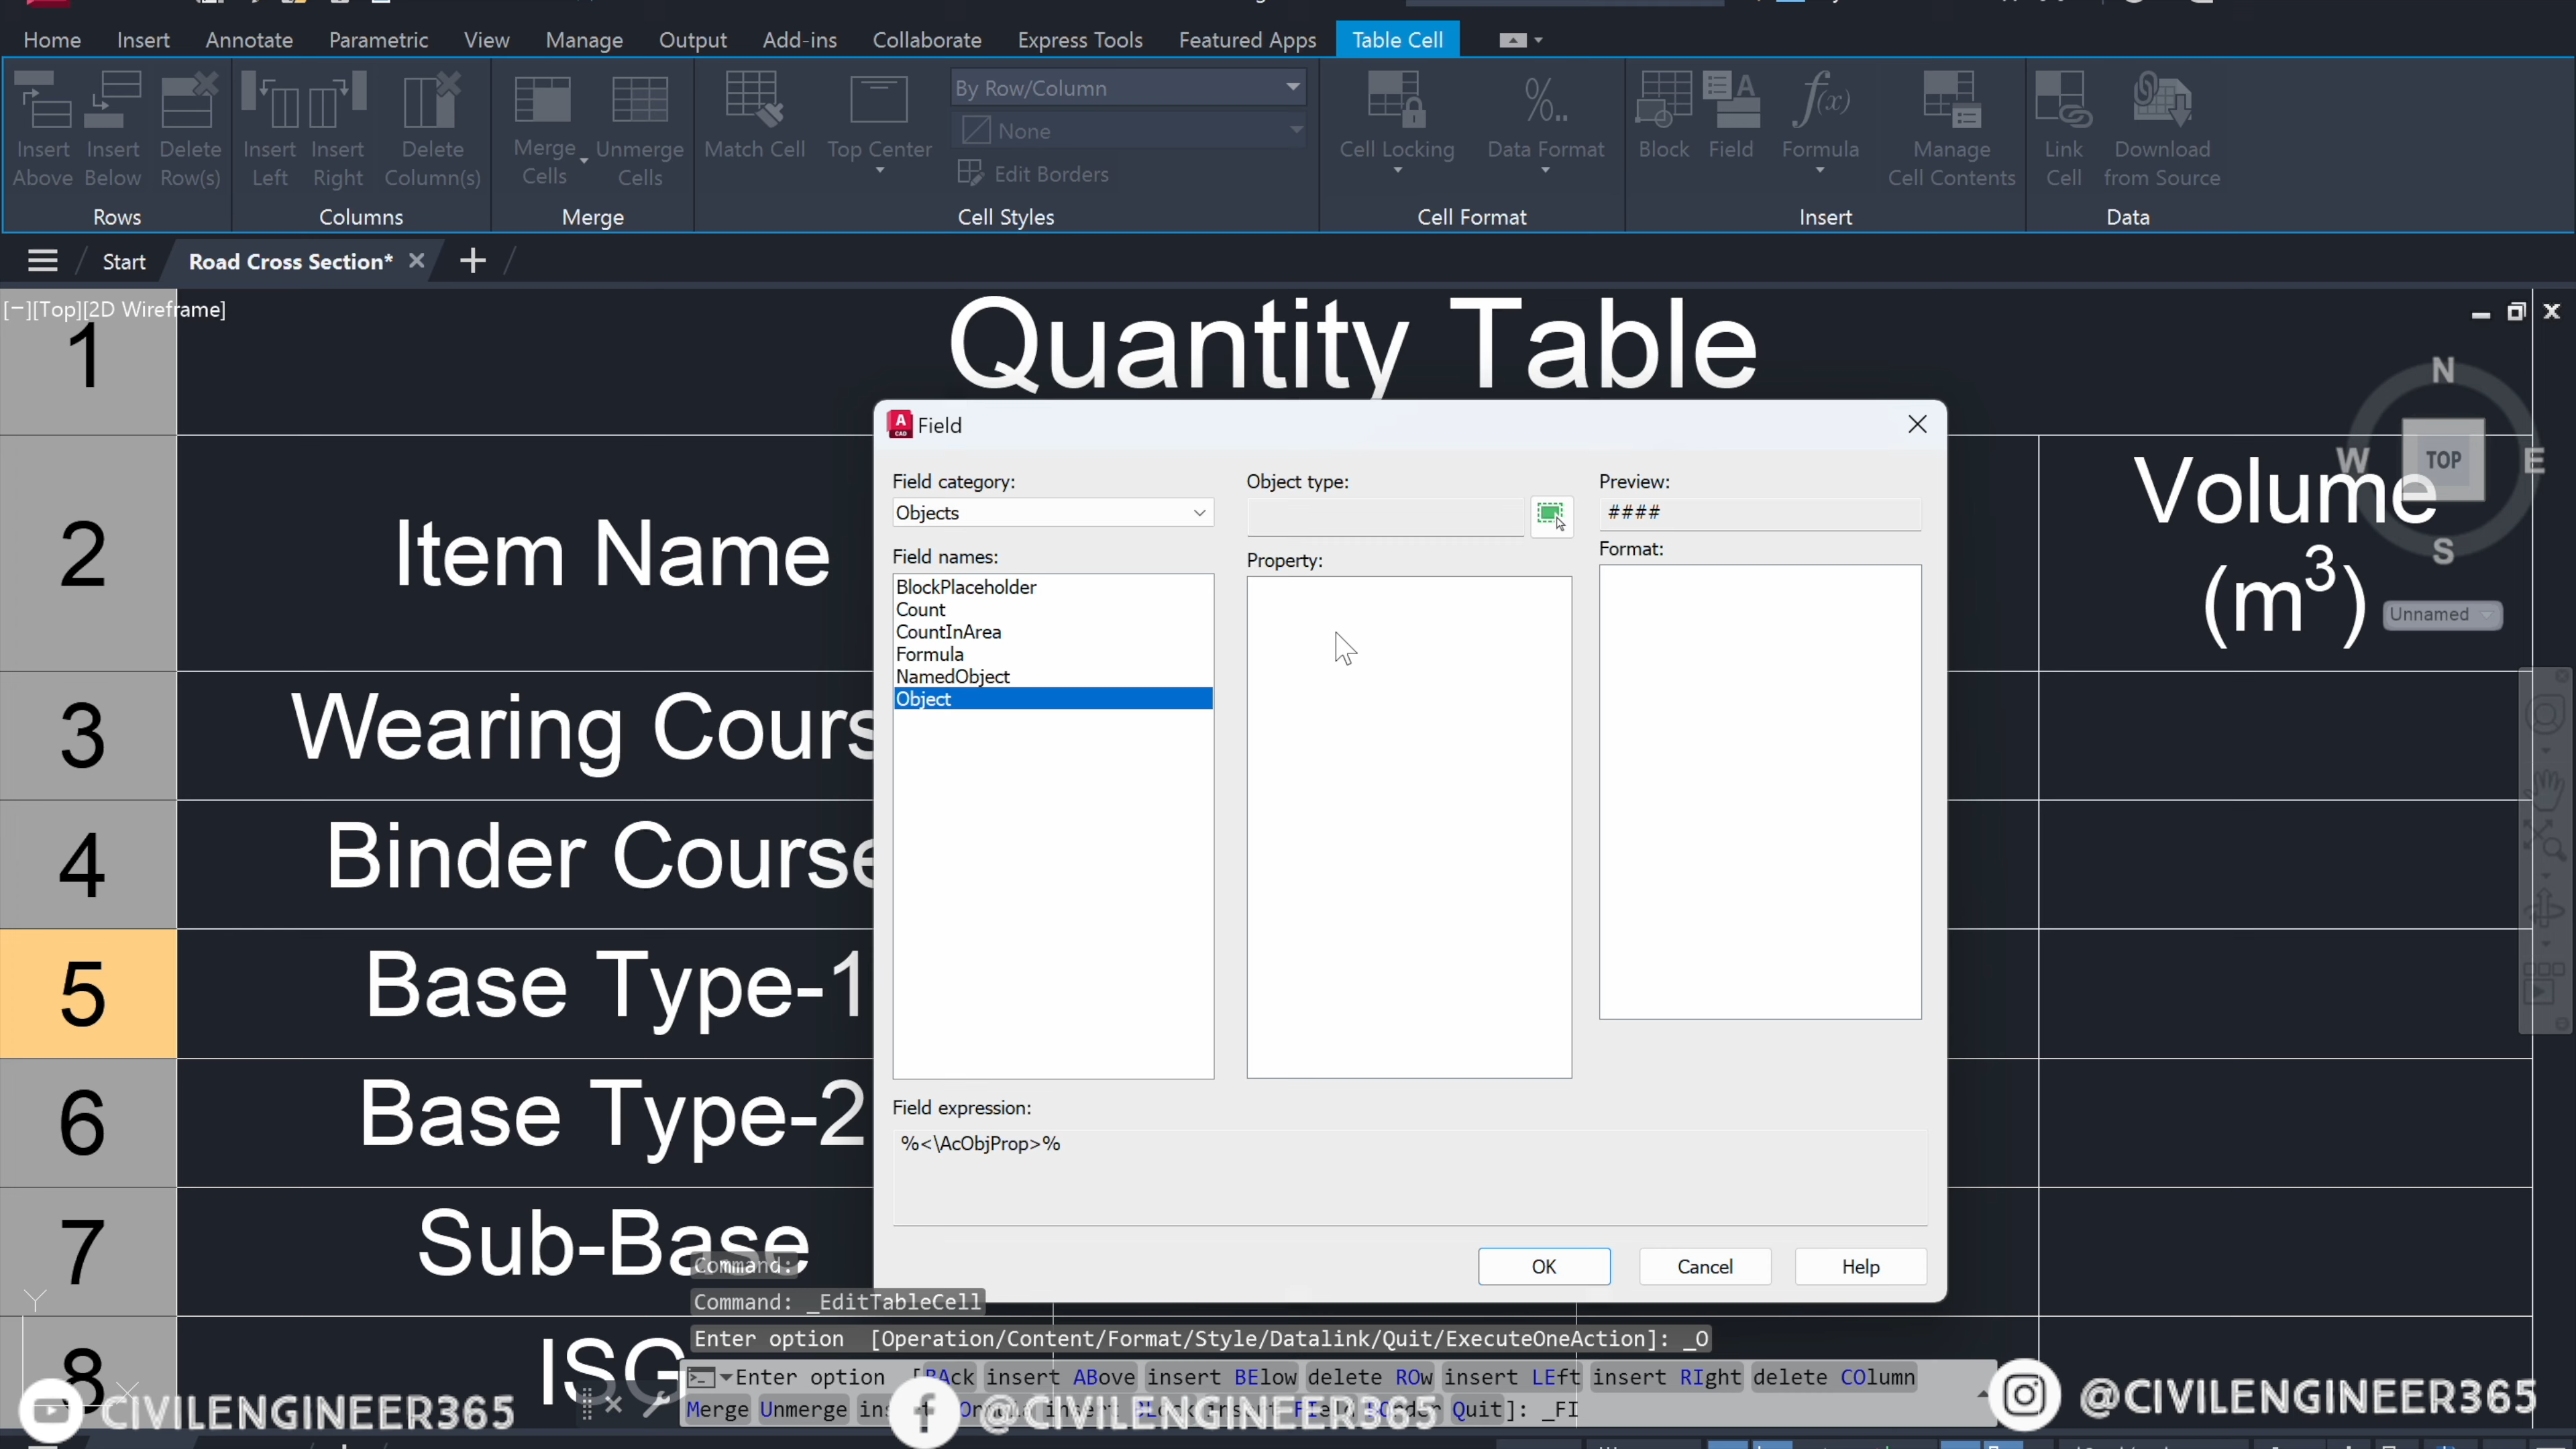 Home Insert Annotate Parametric View Manage Output Add-ins Collaborate Express Tools Featured Apps Table Cell
By Row/Column
None
Edit Borders
Insert Above Insert Below Delete Row(s) Insert Left Insert Right Delete Column(s) Merge Cells Unmerge Cells Match Cell Top Center Cell Locking Data Format Block Field Formula Manage Cell Contents Link Cell Download from Source
Rows Columns Merge Cell Styles Cell Format Insert Data
Start Road Cross Section*
[−][Top][2D Wireframe]
1 Quantity Table
2 Item Name Volume (m³)
3 Wearing Cours
4 Binder Course
5 Base Type-1
6 Base Type-2
7 Sub-Base
8 ISG
N
W TOP E
S
Unnamed
Field
Field category: Object type: Preview:
Objects ####
Field names: Property: Format:
BlockPlaceholder
Count
CountInArea
Formula
NamedObject
Object
Field expression:
%<\AcObjProp>%
OK Cancel Help
Command:
Command: _EditTableCell
Enter option [Operation/Content/Format/Style/Datalink/Quit/ExecuteOneAction]: _O
Enter option [BAck insert ABove insert BElow delete ROw insert LEft insert RIght delete COlumn
Merge Unmerge insert Quit]: _FI
CIVILENGINEER365 @CIVILENGINEER365 @CIVILENGINEER365
Y
X